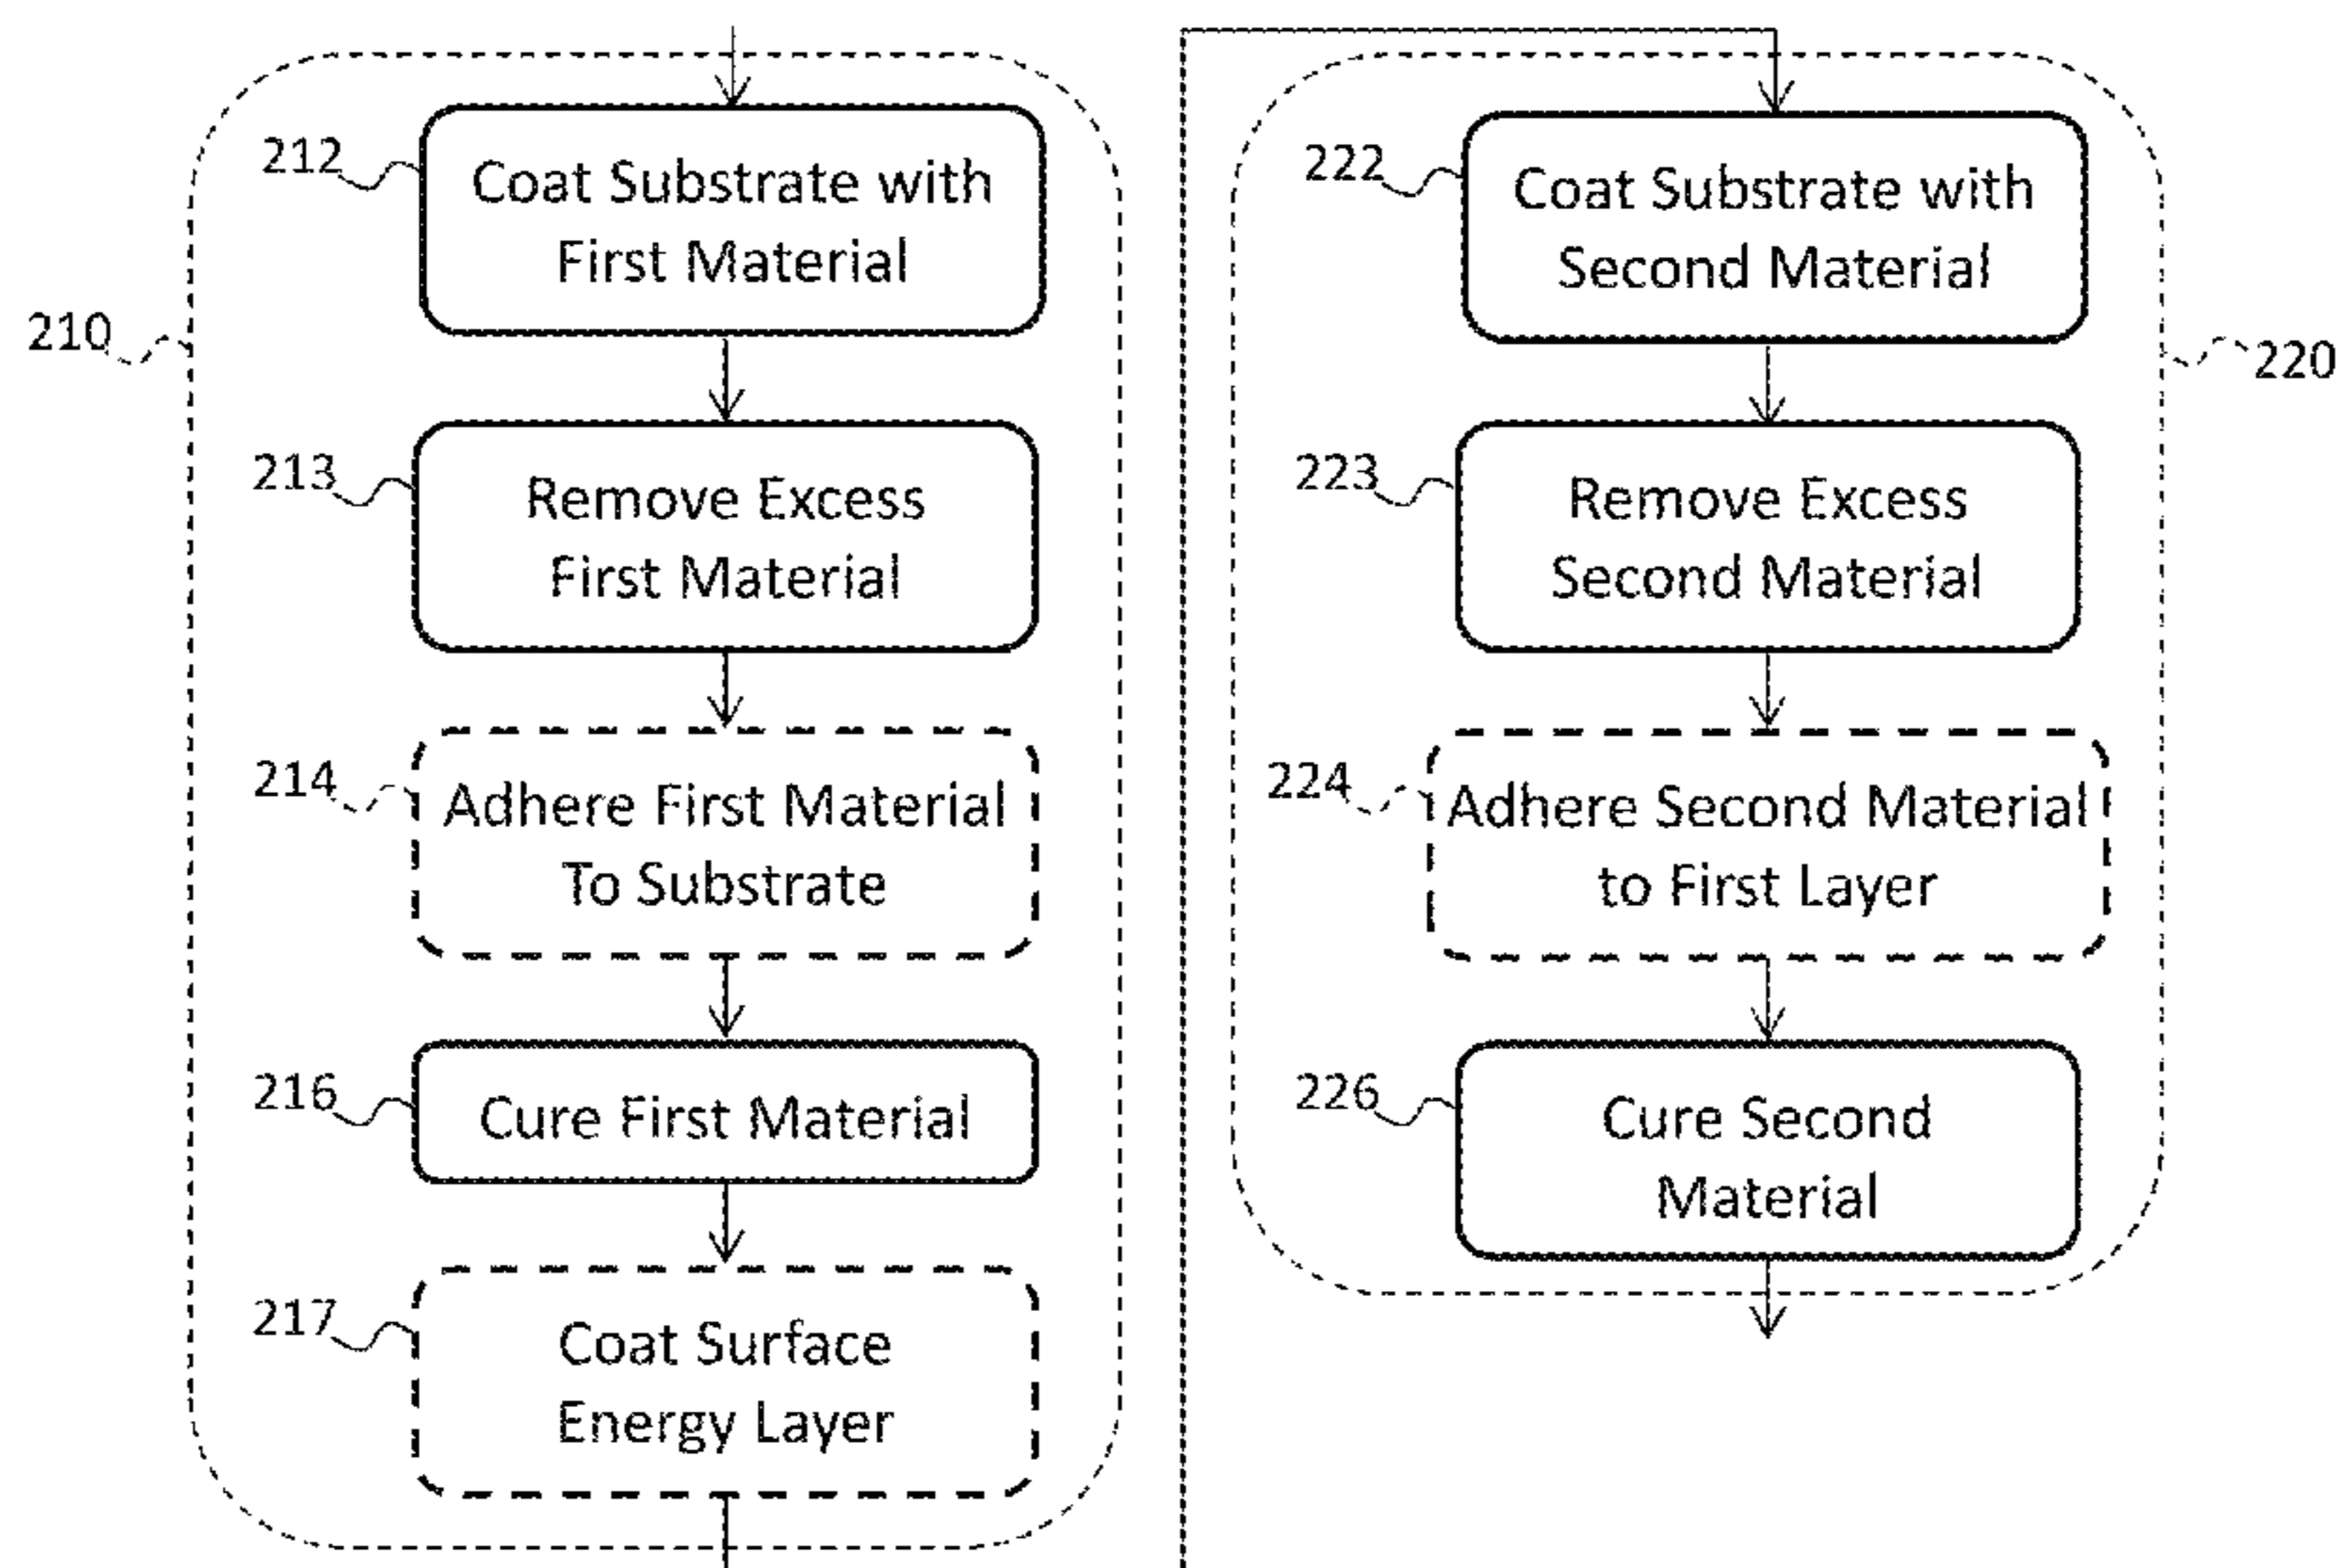 212
Coat Substrate with
First Material
210
213
Remove Excess
First Material
214
Adhere First Material
To Substrate
216
Cure First Material
217
Coat Surface
Energy Layer
222
Coat Substrate with
Second Material
220
223
Remove Excess
Second Material
224
Adhere Second Material
to First Layer
226
Cure Second
Material